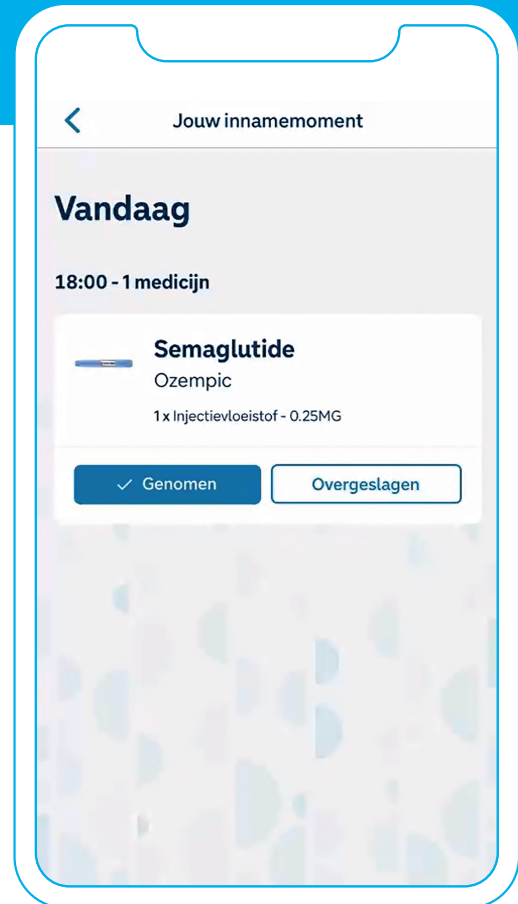 Jouw innamemoment
Vandaag
18:00 - 1 medicijn
Semaglutide
Ozempic
1 x Injectievloeistof - 0.25MG
Genomen
Overgeslagen